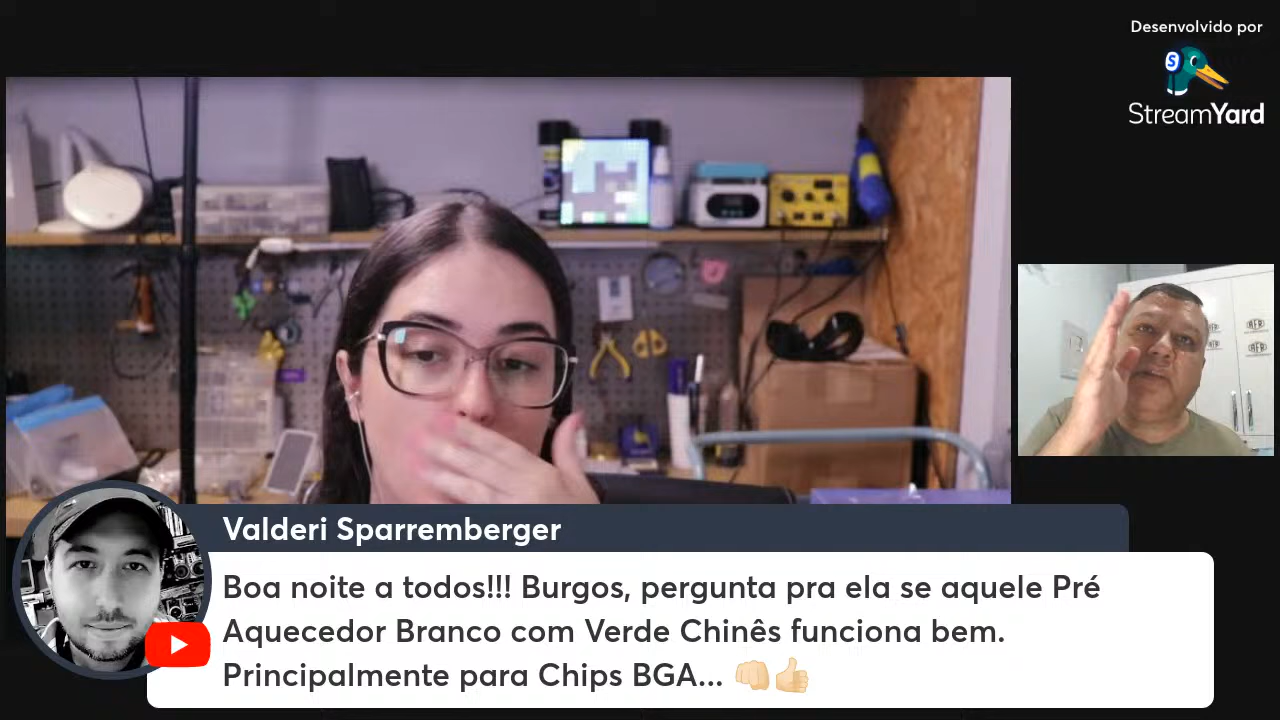 Desenvolvido por
StreamYard
Valderi Sparremberger
Boa noite a todos!!! Burgos, pergunta pra ela se aquele Pré
Aquecedor Branco com Verde Chinês funciona bem.
Principalmente para Chips BGA... 👊🏻👍🏻